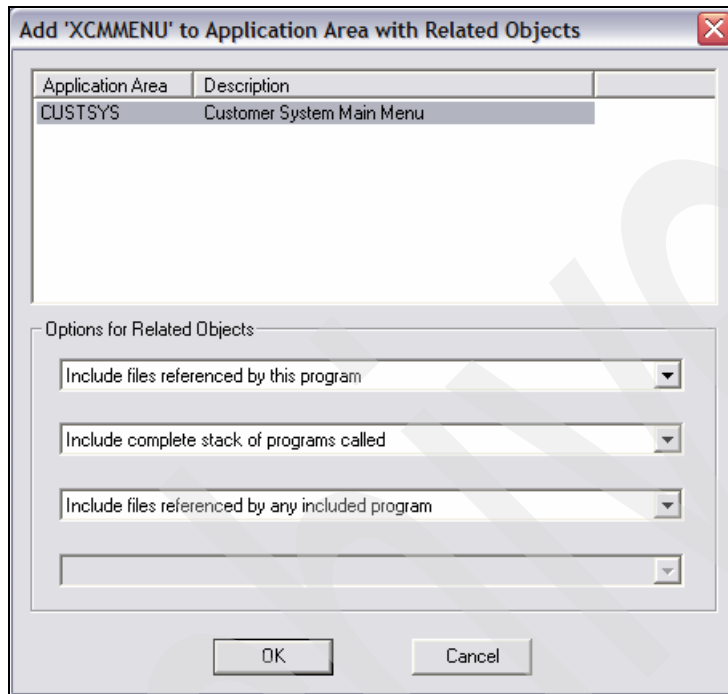 Add 'XCMMENU' to Application Area with Related Objects
Application Area Description
CUSTSYS Customer System Main Menu
Options for Related Objects
Include files referenced by this program
Include complete stack of programs called
Include files referenced by any included program
OK Cancel